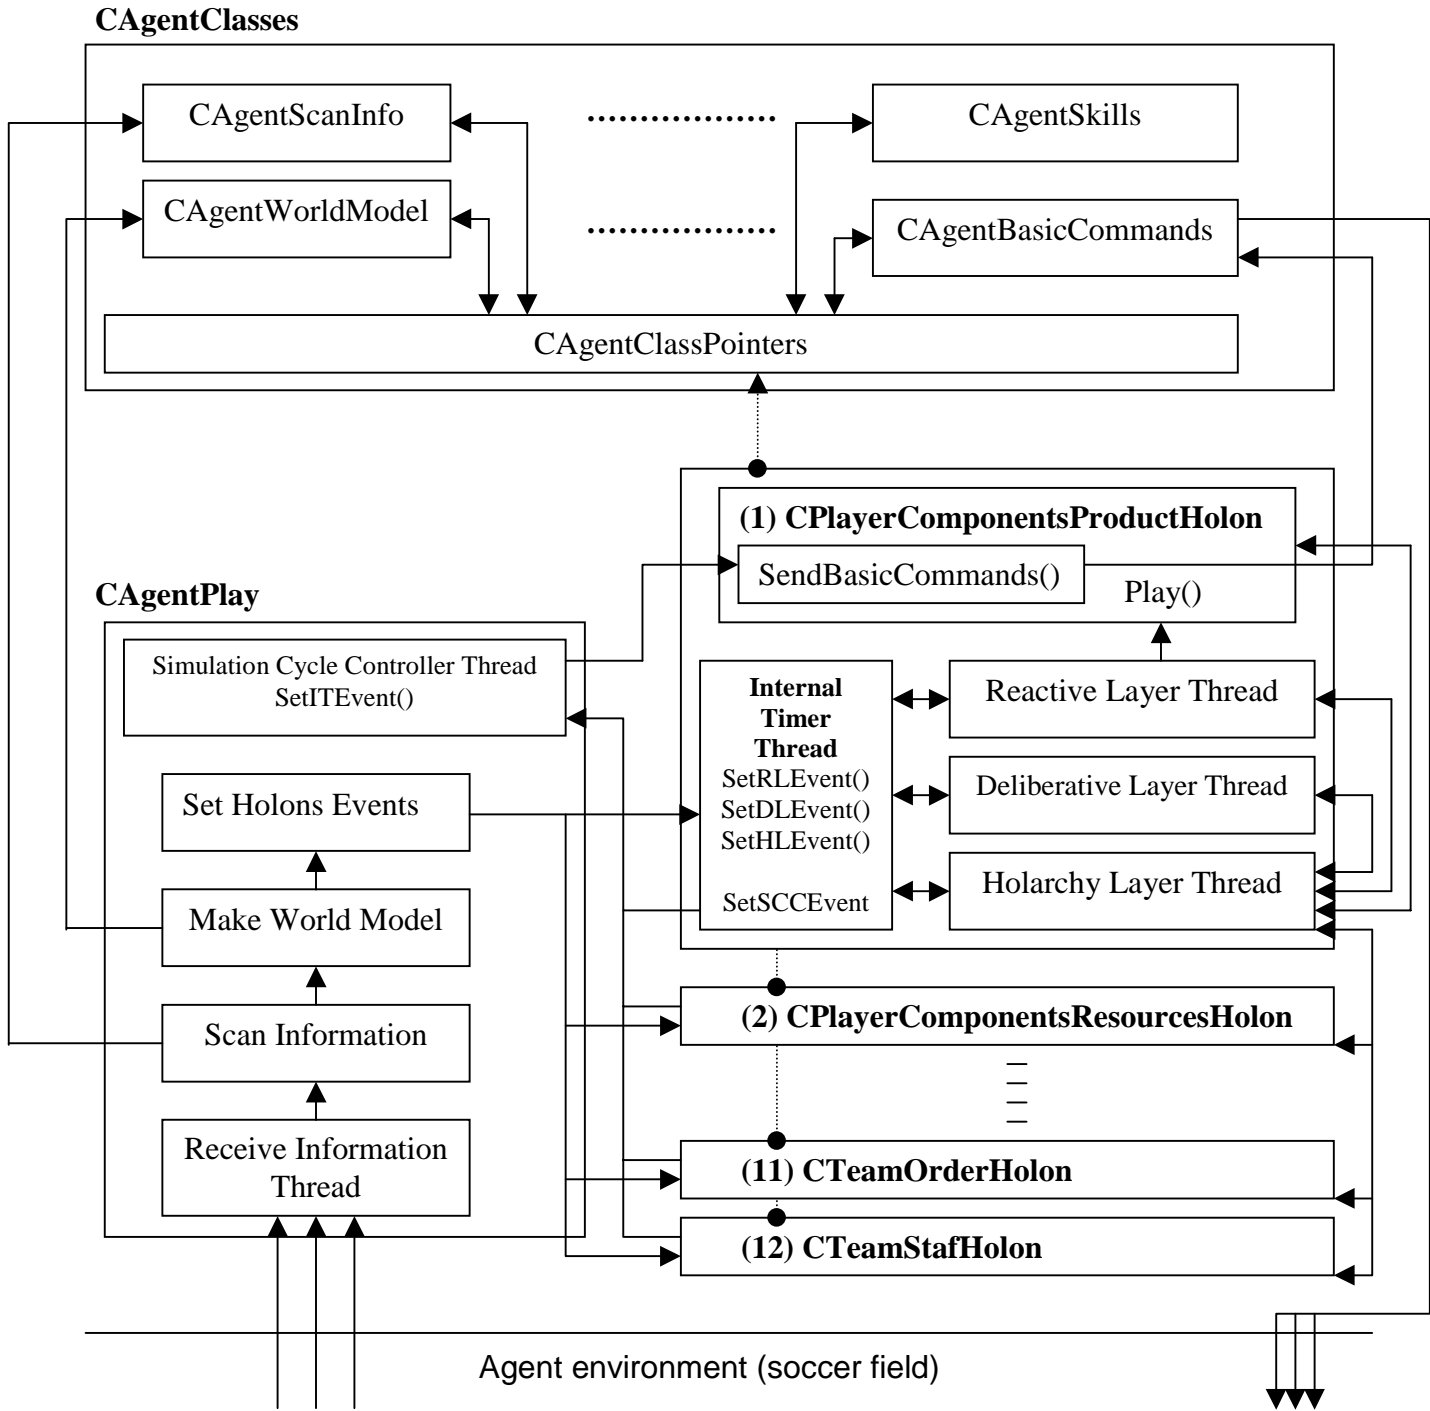 CAgentClasses
CAgentScanInfo
CAgentSkills
CAgentWorldModel
CAgentBasicCommands
CAgentClassPointers
(1) CPlayerComponentsProductHolon
SendBasicCommands()
Play()
CAgentPlay
Simulation Cycle Controller Thread
SetITEvent()
Internal
Timer
Thread
SetRLEvent()
SetDLEvent()
SetHLEvent()
SetSCCEvent
Reactive Layer Thread
Deliberative Layer Thread
Holarchy Layer Thread
Set Holons Events
Make World Model
Scan Information
Receive Information
Thread
(2) CPlayerComponentsResourcesHolon
(11) CTeamOrderHolon
(12) CTeamStafHolon
Agent environment (soccer field)